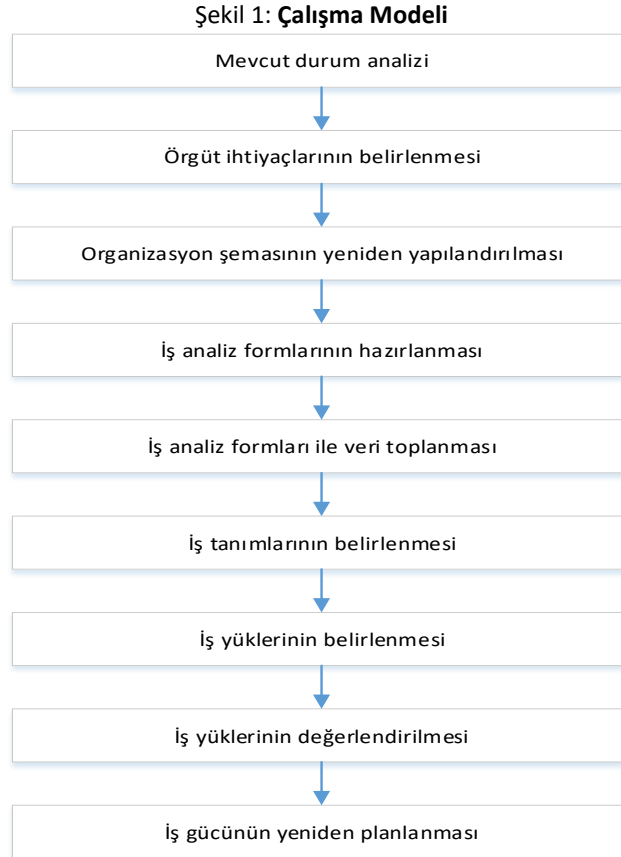 Şekil 1: Çalışma Modeli
Mevcut durum analizi
Örgüt ihtiyaçlarının belirlenmesi
Organizasyon şemasının yeniden yapılandırılması
İş analiz formlarının hazırlanması
İş analiz formları ile veri toplanması
İş tanımlarının belirlenmesi
İş yüklerinin belirlenmesi
İş yüklerinin değerlendirilmesi
İş gücünün yeniden planlanması